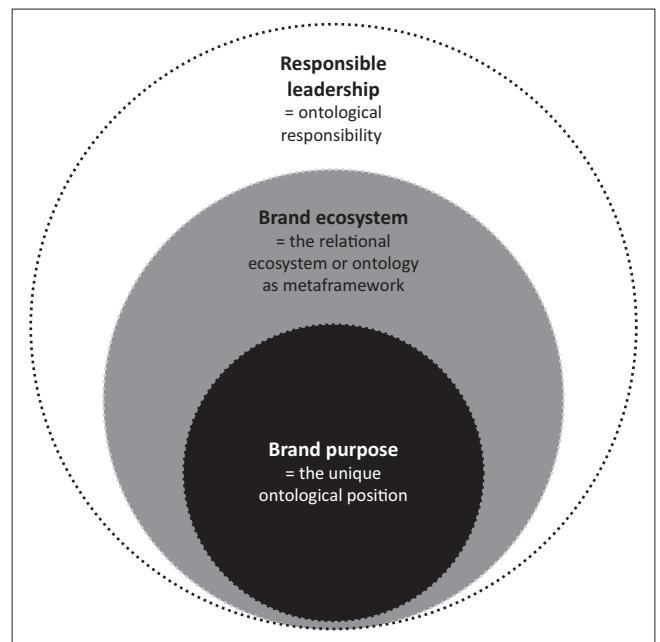 Responsible
leadership
= ontological
responsibility
Brand ecosystem
= the relational
ecosystem or ontology
as metaframework
Brand purpose
= the unique
ontological position